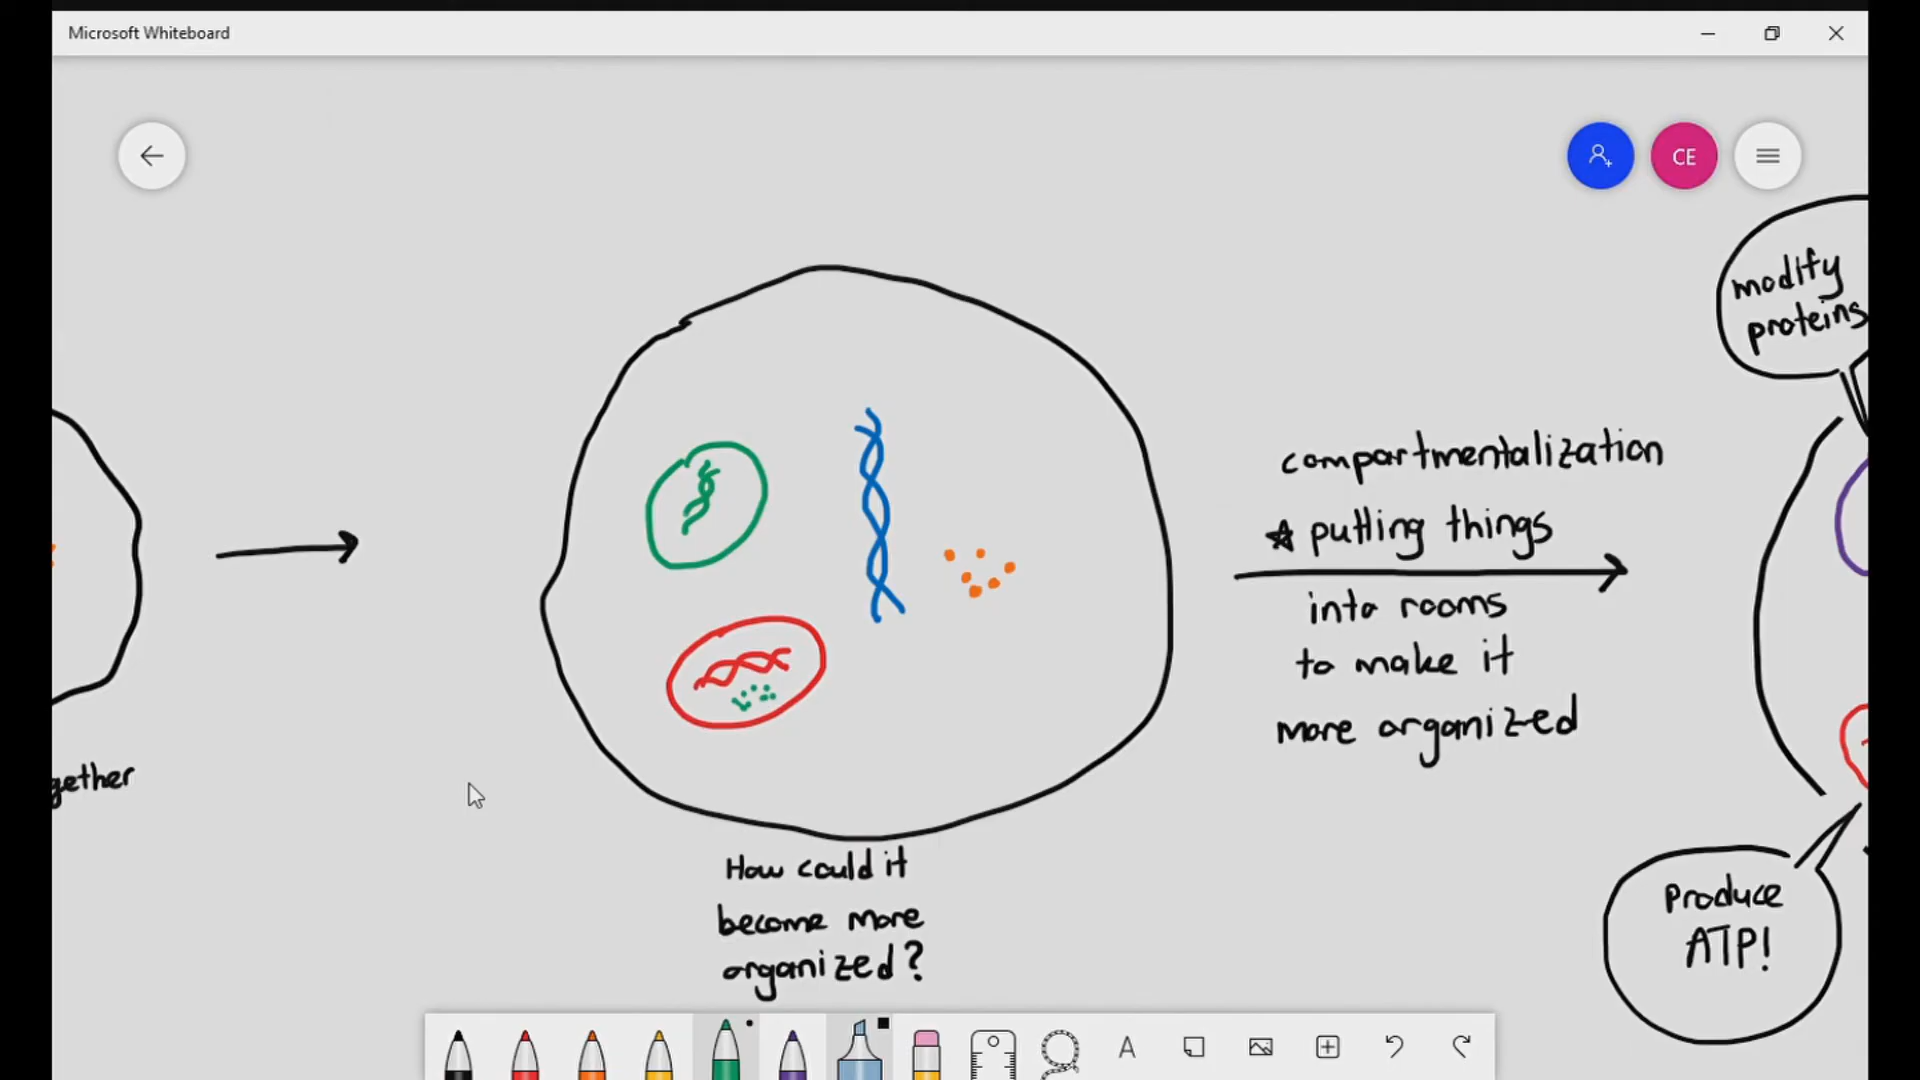 Microsoft Whiteboard
CE
modify
proteins
compartmentalization
☆ putting things
into rooms
to make it
more organized
gether
How could it
become more
organized?
Produce
ATP!
A